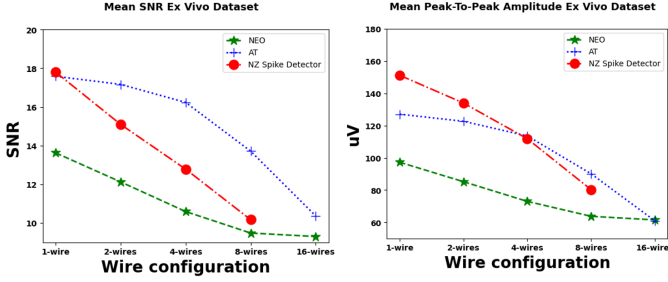 Mean SNR Ex Vivo Dataset
20
18
16
14
12
10
SNR
NEO
AT
NZ Spike Detector
1-wire
2-wires
4-wires
8-wires
16-wires
Wire configuration
Mean Peak-To-Peak Amplitude Ex Vivo Dataset
180
160
140
120
100
80
60
uV
NEO
AT
NZ Spike Detector
1-wire
2-wires
4-wires
8-wires
16-wire
Wire configuration